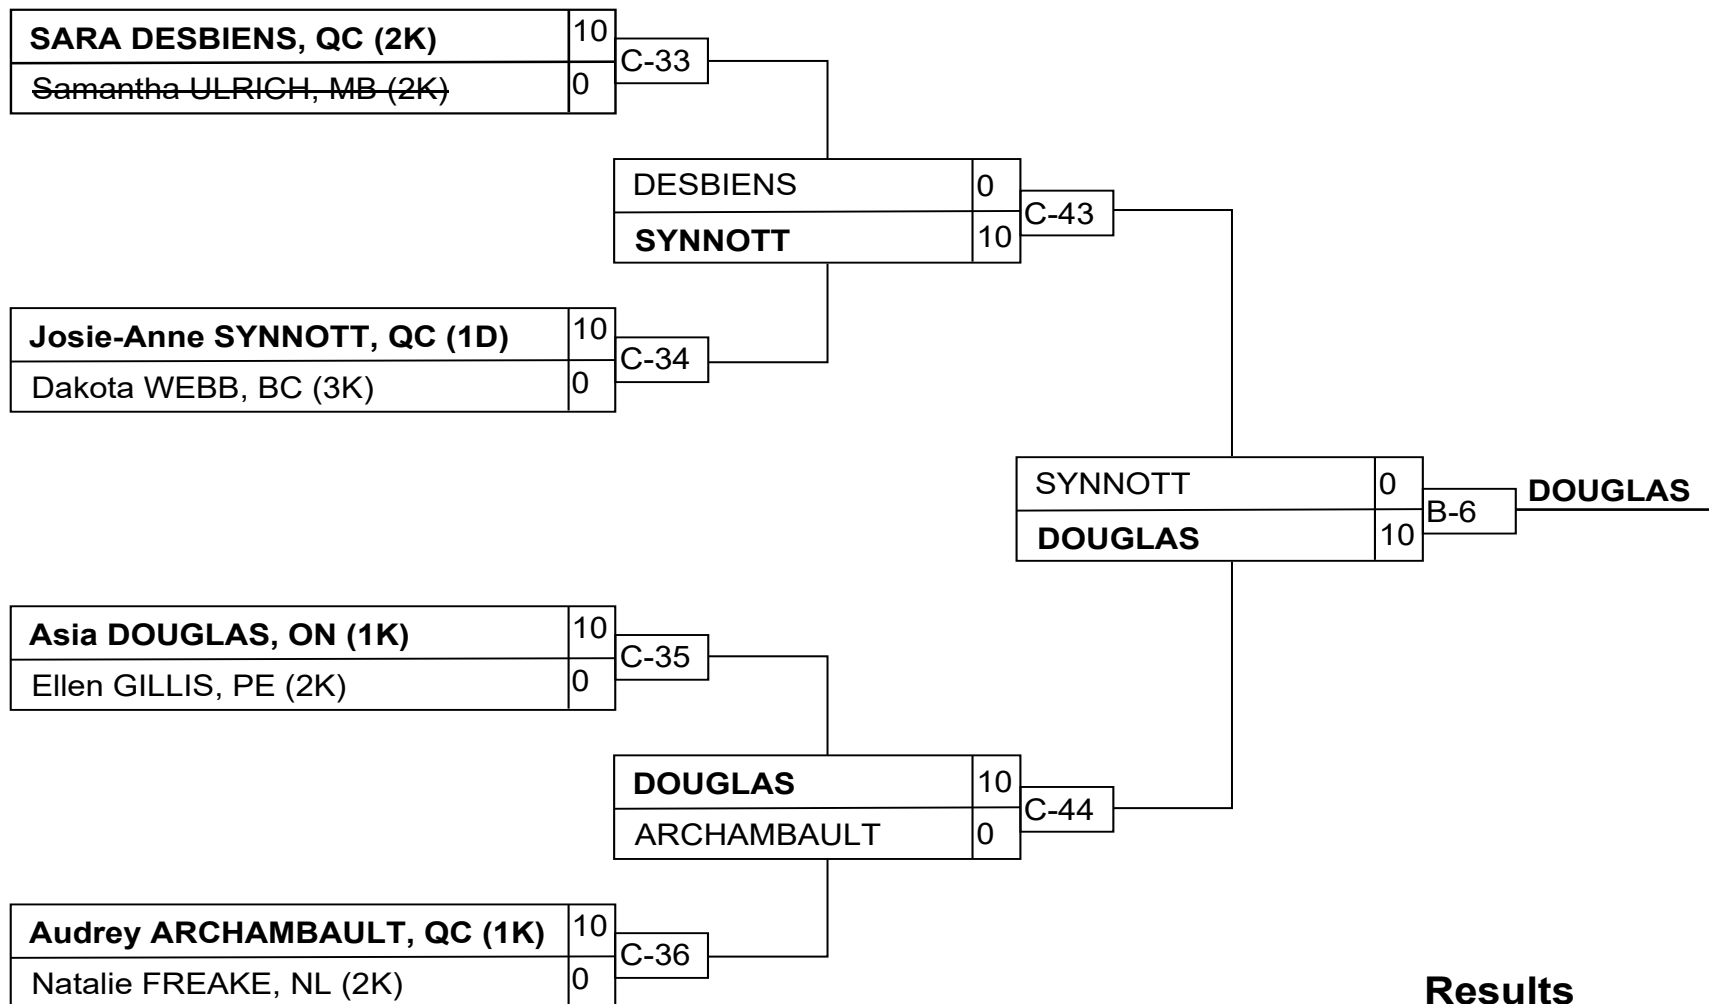 SARA DESBIENS, QC (2K) 10
Samantha ULRICH, MB (2K) 0
C-33
DESBIENS 0
SYNNOTT 10
C-43
Josie-Anne SYNNOTT, QC (1D) 10
Dakota WEBB, BC (3K) 0
C-34
SYNNOTT 0
DOUGLAS 10
B-6
DOUGLAS
Asia DOUGLAS, ON (1K) 10
Ellen GILLIS, PE (2K) 0
C-35
DOUGLAS 10
ARCHAMBAULT 0
C-44
Audrey ARCHAMBAULT, QC (1K) 10
Natalie FREAKE, NL (2K) 0
C-36
Results